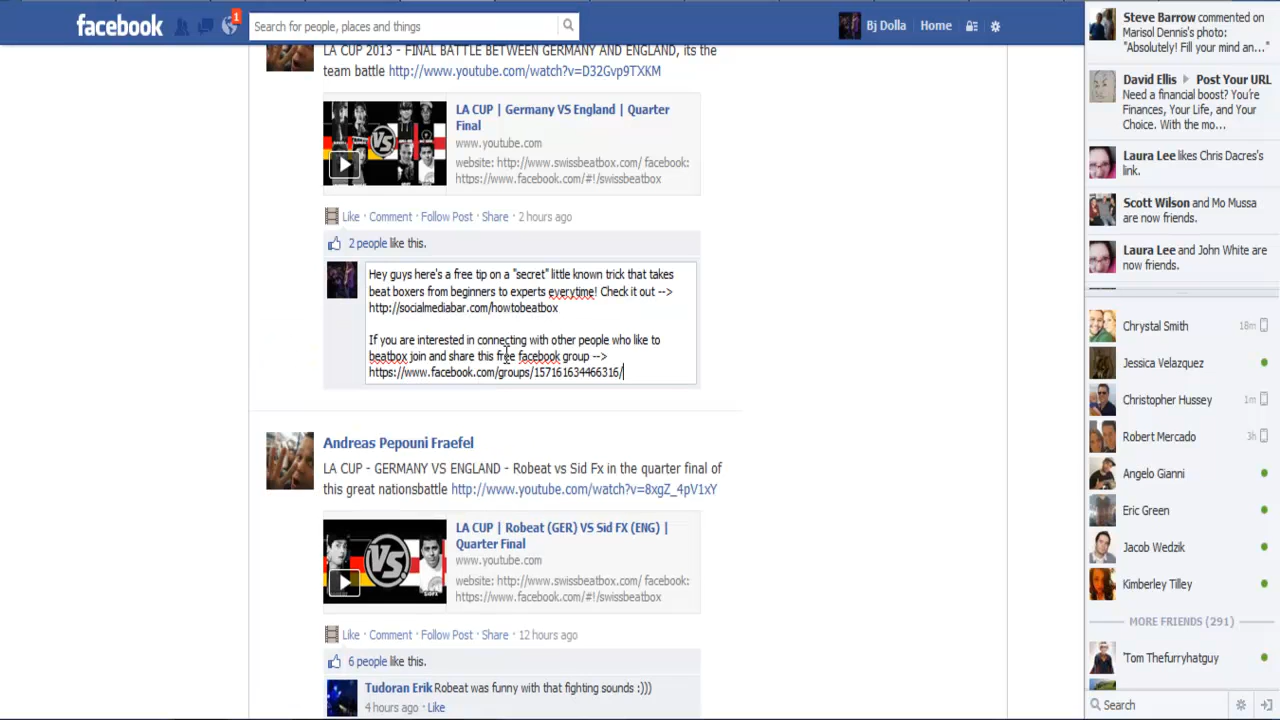 facebook
1
Search for people, places and things
Bj Dolla
Home
LA CUP 2013 - FINAL BATTLE BETWEEN GERMANY AND ENGLAND, its the
team battle http://www.youtube.com/watch?v=D32Gvp9TXKM
LA CUP | Germany VS England | Quarter
Final
www.youtube.com
website: http://www.swissbeatbox.com/ facebook:
https://www.facebook.com/#!/swissbeatbox
VS
Like · Comment · Follow Post · Share · 2 hours ago
2 people like this.
Hey guys here's a free tip on a "secret" little known trick that takes
beat boxers from beginners to experts everytime! Check it out -->
http://socialmediabar.com/howtobeatbox
If you are interested in connecting with other people who like to
beatbox join and share this free facebook group -->
https://www.facebook.com/groups/157161634466316/
Andreas Pepouni Fraefel
LA CUP - GERMANY VS ENGLAND - Robeat vs Sid Fx in the quarter final of
this great nationsbattle http://www.youtube.com/watch?v=8xgZ_4pV1xY
LA CUP | Robeat (GER) VS Sid FX (ENG) |
Quarter Final
www.youtube.com
website: http://www.swissbeatbox.com/ facebook:
https://www.facebook.com/#!/swissbeatbox
VS
Like · Comment · Follow Post · Share · 12 hours ago
6 people like this.
Tudoran Erik Robeat was funny with that fighting sounds :)))
4 hours ago · Like
Steve Barrow commented on
Marisol Dennis's photo:
"Absolutely! Fill your mind an..."
David Ellis ▸ Post Your URL
Need a financial boost? You're
Finances, Your Life, and Your
Choice. With the mo...
Laura Lee likes Chris Dacres's
link.
Scott Wilson and Mo Mussa
are now friends.
Laura Lee and John White are
now friends.
Chrystal Smith 18m
Jessica Velazquez
Christopher Hussey 1m
Robert Mercado 3h
Angelo Gianni
Eric Green
Jacob Wedzik
Kimberley Tilley
MORE FRIENDS (291)
'Tom Thefurryhatguy
Search